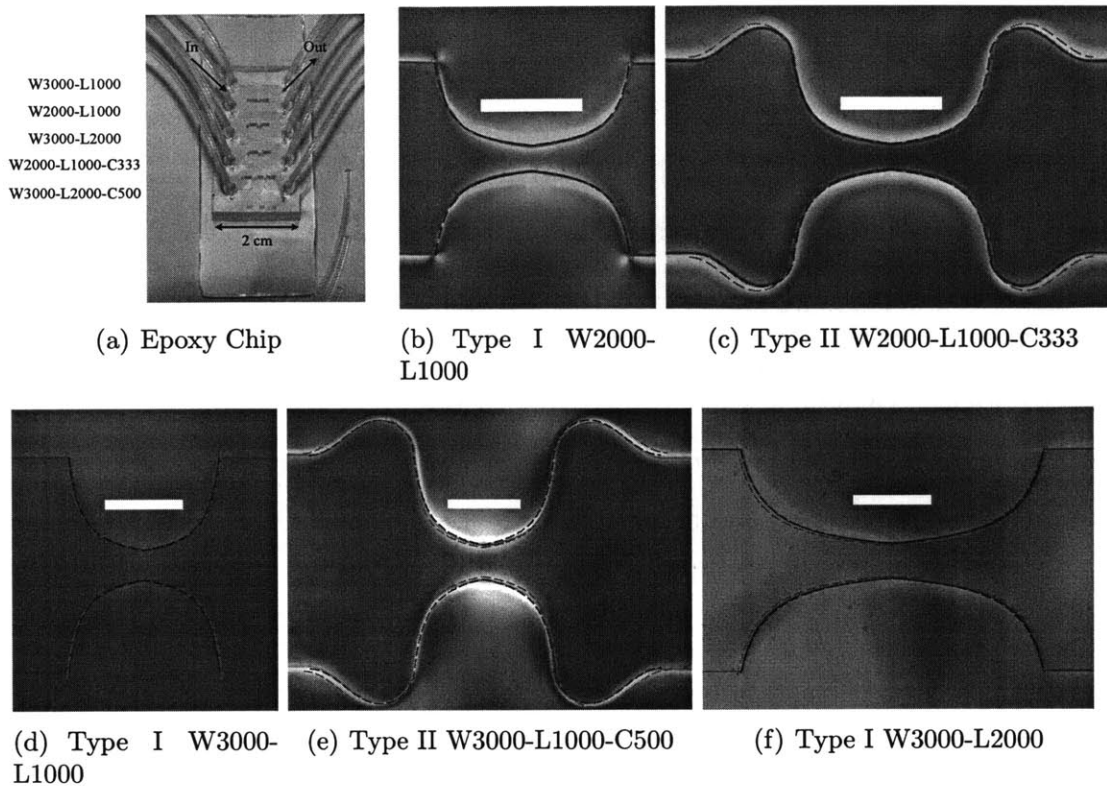 In
Out
W3000-L1000
W2000-L1000
W3000-L2000
W2000-L1000-C333
W3000-L2000-C500
2 cm
(a) Epoxy Chip
(b) Type I W2000-
L1000
(c) Type II W2000-L1000-C333
(d) Type I W3000-
L1000
(e) Type II W3000-L1000-C500
(f) Type I W3000-L2000